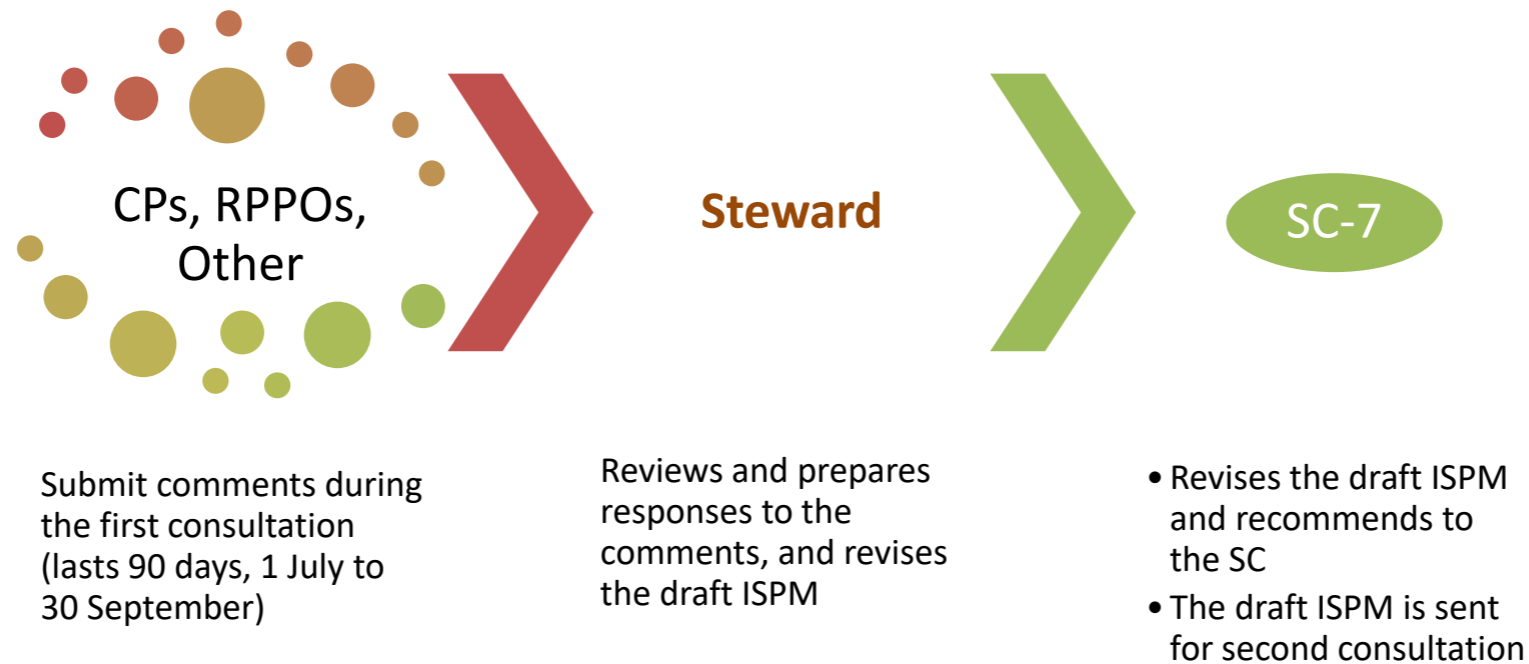 CPs, RPPOs,
Other
Steward
SC-7
Submit comments during
the first consultation
(lasts 90 days, 1 July to
30 September)
Reviews and prepares
responses to the
comments, and revises
the draft ISPM
• Revises the draft ISPM
and recommends to
the SC
• The draft ISPM is sent
for second consultation